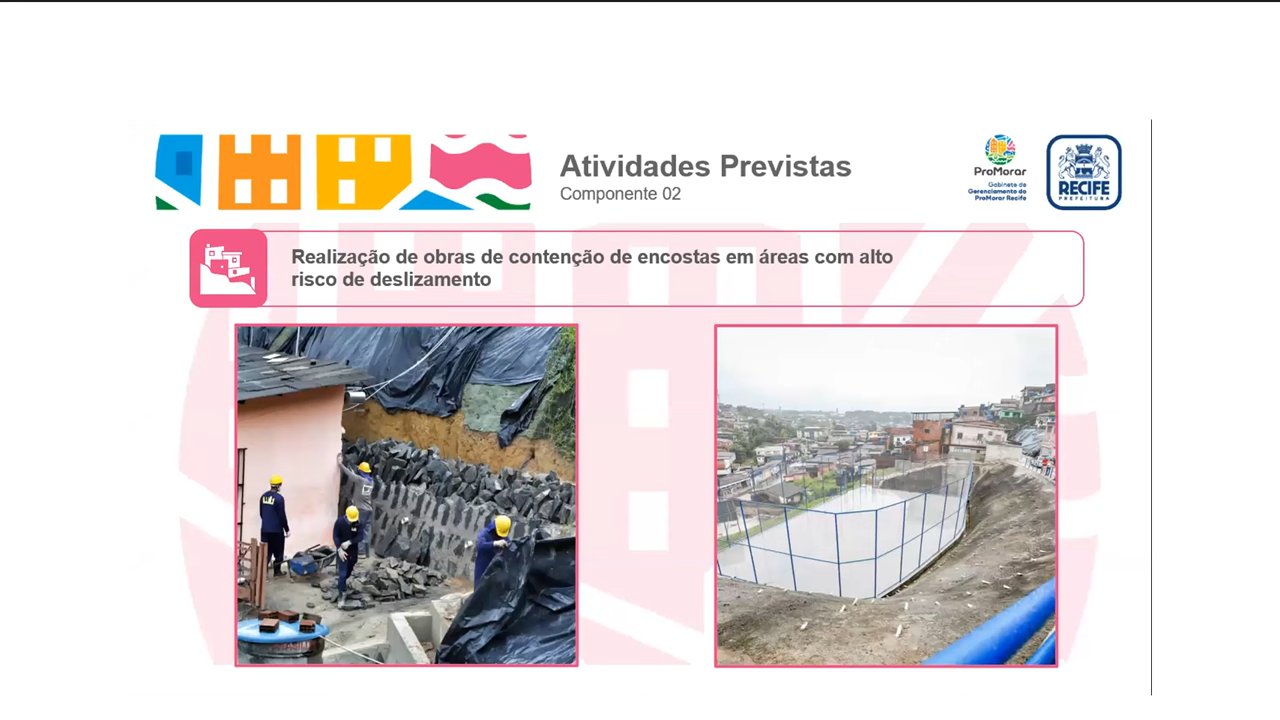 Atividades Previstas
Componente 02
ProMorar
Gabinete de
Gerenciamento do
ProMorar Recife
RECIFE
PREFEITURA
Realização de obras de contenção de encostas em áreas com alto
risco de deslizamento